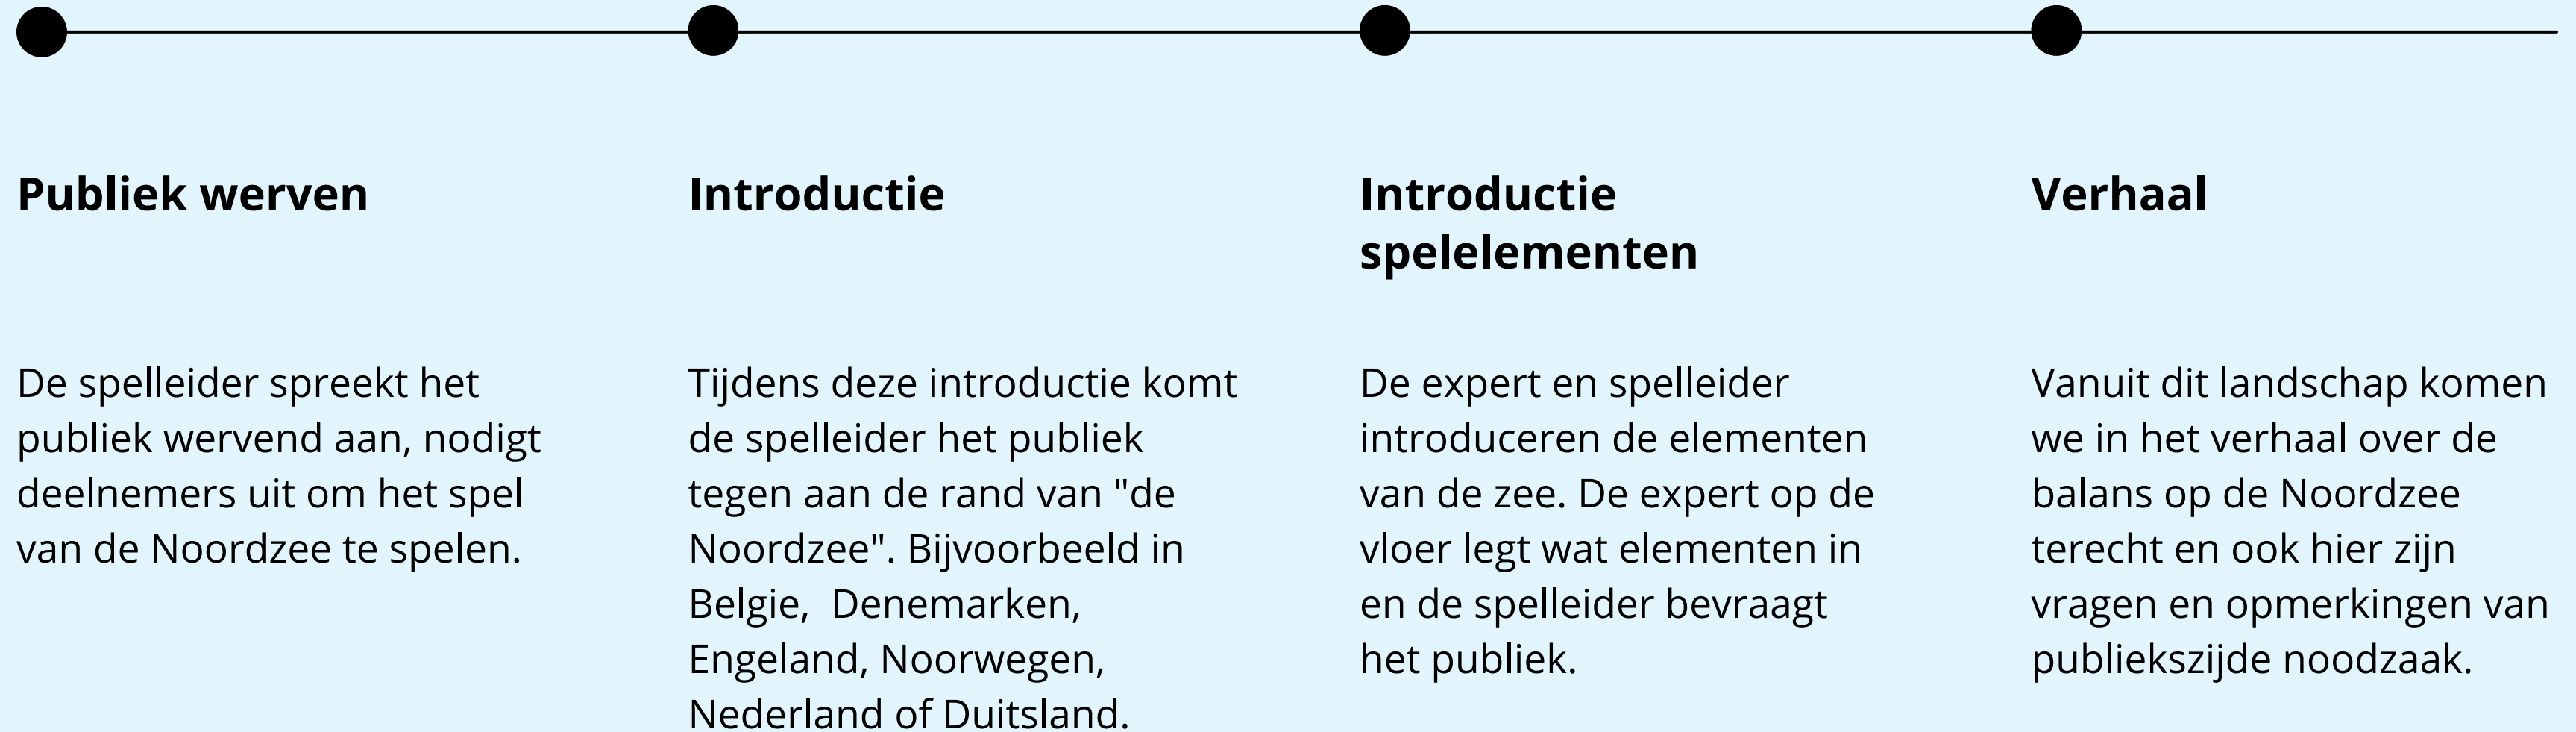 Publiek werven
De spelleider spreekt het
publiek wervend aan, nodigt
deelnemers uit om het spel
van de Noordzee te spelen.
Introductie
Tijdens deze introductie komt
de spelleider het publiek
tegen aan de rand van "de
Noordzee". Bijvoorbeeld in
Belgie,  Denemarken,
Engeland, Noorwegen,
Nederland of Duitsland.
Introductie
spelelementen
De expert en spelleider
introduceren de elementen
van de zee. De expert op de
vloer legt wat elementen in
en de spelleider bevraagt
het publiek.
Verhaal
Vanuit dit landschap komen
we in het verhaal over de
balans op de Noordzee
terecht en ook hier zijn
vragen en opmerkingen van
publiekszijde noodzaak.